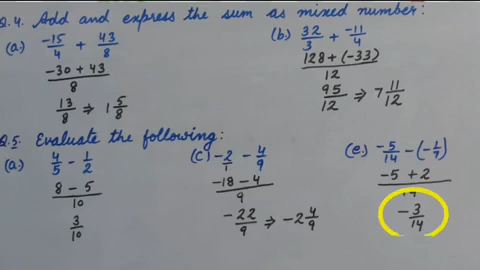 Q.4. Add and express the sum as mixed number:
(a) -15/4 + 43/8
(b) 32/3 + -11/4
-30 + 43/8
128 + (-33)/12
13/8 ⇒ 1 5/8
95/12 ⇒ 7 11/12
Q.5. Evaluate the following:
(a) 4/5 - 1/2
(c) -2/1 - 4/9
(e) -5/14 - (-1/7)
8 - 5/10
-18 - 4/9
-5 + 2/14
3/10
-22/9 ⇒ -2 4/9
-3/14